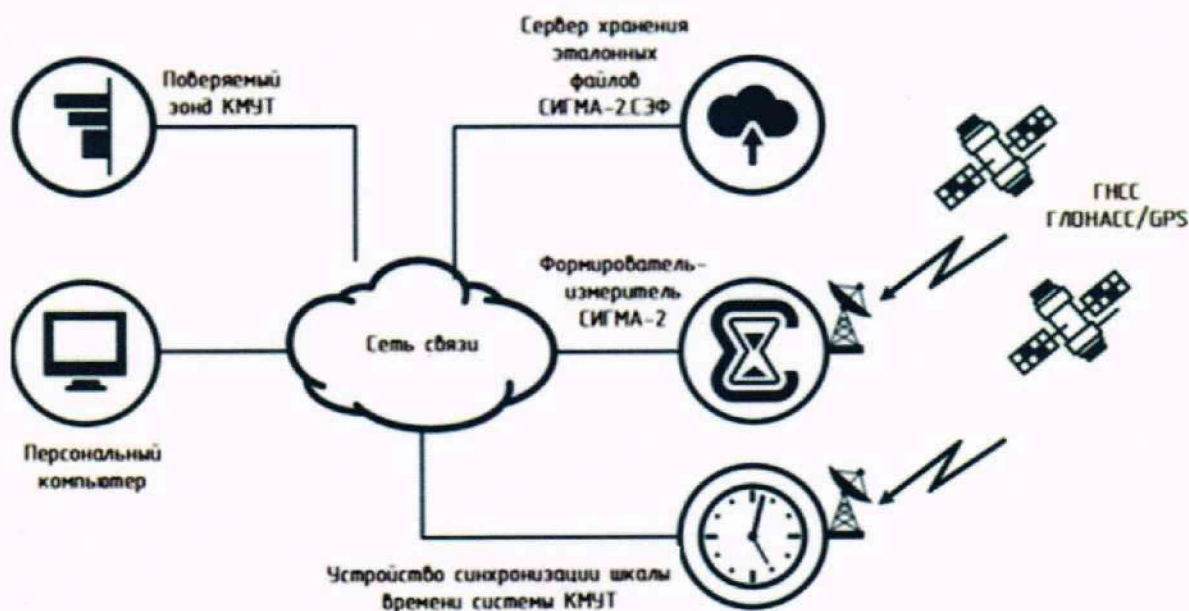 Поверяемый
зонд КМУТ
Сервер хранения
эталонных
файлов
СИГМА-2.СЭФ
ГНСС
ГЛОНАСС/GPS
Формирователь-
измеритель
СИГМА-2
Сеть связи
Персональный
компьютер
Устройство синхронизации шкалы
времени системы КМУТ